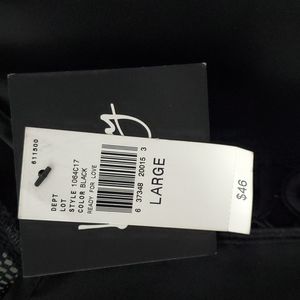 611500
DEPT
LOT
STYLE 1064C17
COLOR BLACK
READY FOR LOVE
6 37348 20015 3
LARGE
$46